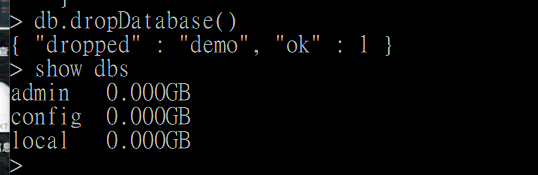 > db.dropDatabase()
{ "dropped" : "demo", "ok" : 1 }
> show dbs
admin   0.000GB
config  0.000GB
local   0.000GB
>